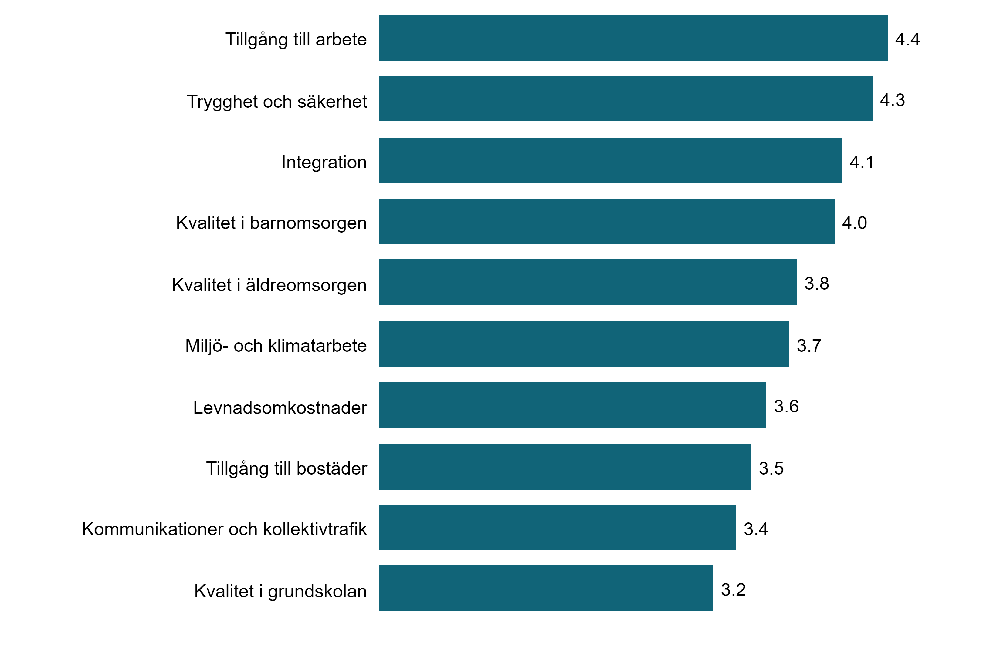 Tillgång till arbete 4.4
Trygghet och säkerhet 4.3
Integration 4.1
Kvalitet i barnomsorgen 4.0
Kvalitet i äldreomsorgen 3.8
Miljö- och klimatarbete 3.7
Levnadsomkostnader 3.6
Tillgång till bostäder 3.5
Kommunikationer och kollektivtrafik 3.4
Kvalitet i grundskolan 3.2